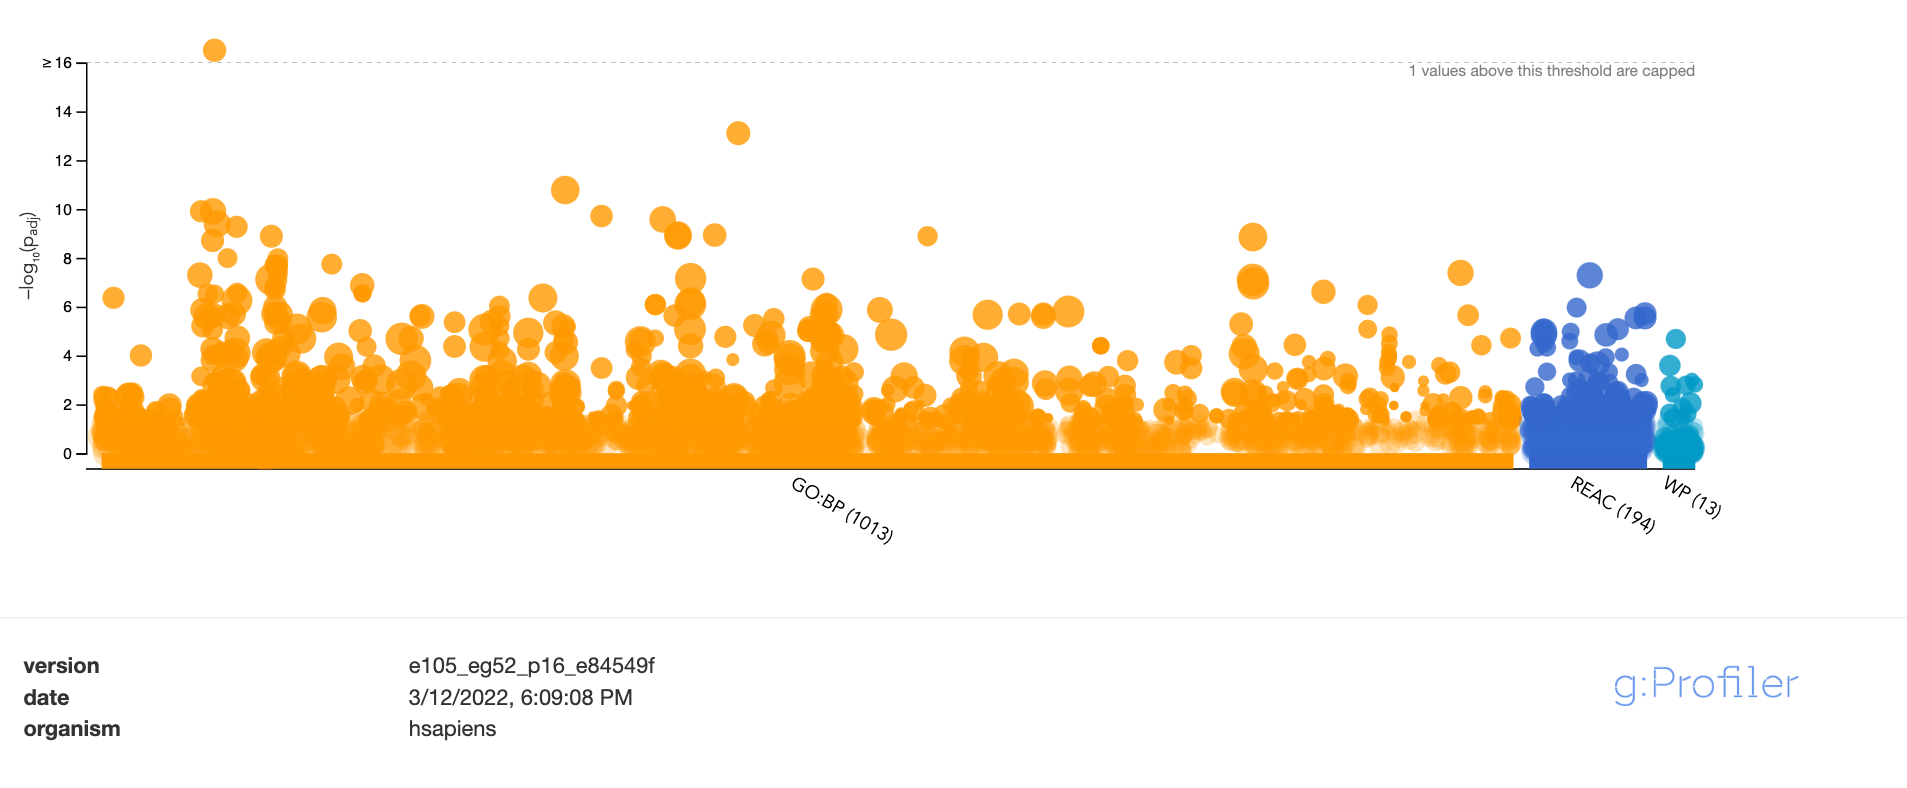 ≥ 16
1 values above this threshold are capped
14
12
10
8
6
4
2
0
−log₁₀(padj)
GO:BP (1013)
REAC (194)
WP (13)
version e105_eg52_p16_e84549f
date 3/12/2022, 6:09:08 PM
organism hsapiens
g:Profiler